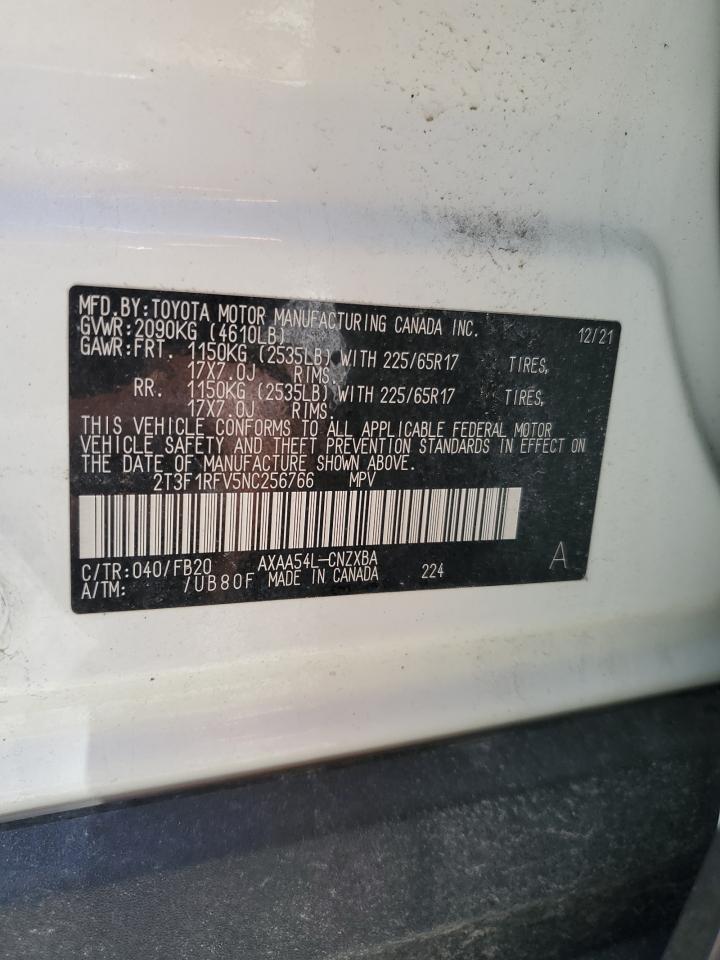 MFD.BY:TOYOTA MOTOR MANUFACTURING CANADA INC. 12/21
GVWR:2090KG (4610LB)
GAWR:FRT. 1150KG (2535LB) WITH 225/65R17 TIRES,
17X7.0J RIMS.
RR. 1150KG (2535LB) WITH 225/65R17 TIRES,
17X7.0J RIMS.
THIS VEHICLE CONFORMS TO ALL APPLICABLE FEDERAL MOTOR
VEHICLE SAFETY AND THEFT PREVENTION STANDARDS IN EFFECT ON
THE DATE OF MANUFACTURE SHOWN ABOVE.
2T3F1RFV5NC256766 MPV
C/TR:040/FB20 AXAA54L-CNZXBA A
A/TM: /UB80F MADE IN CANADA 224